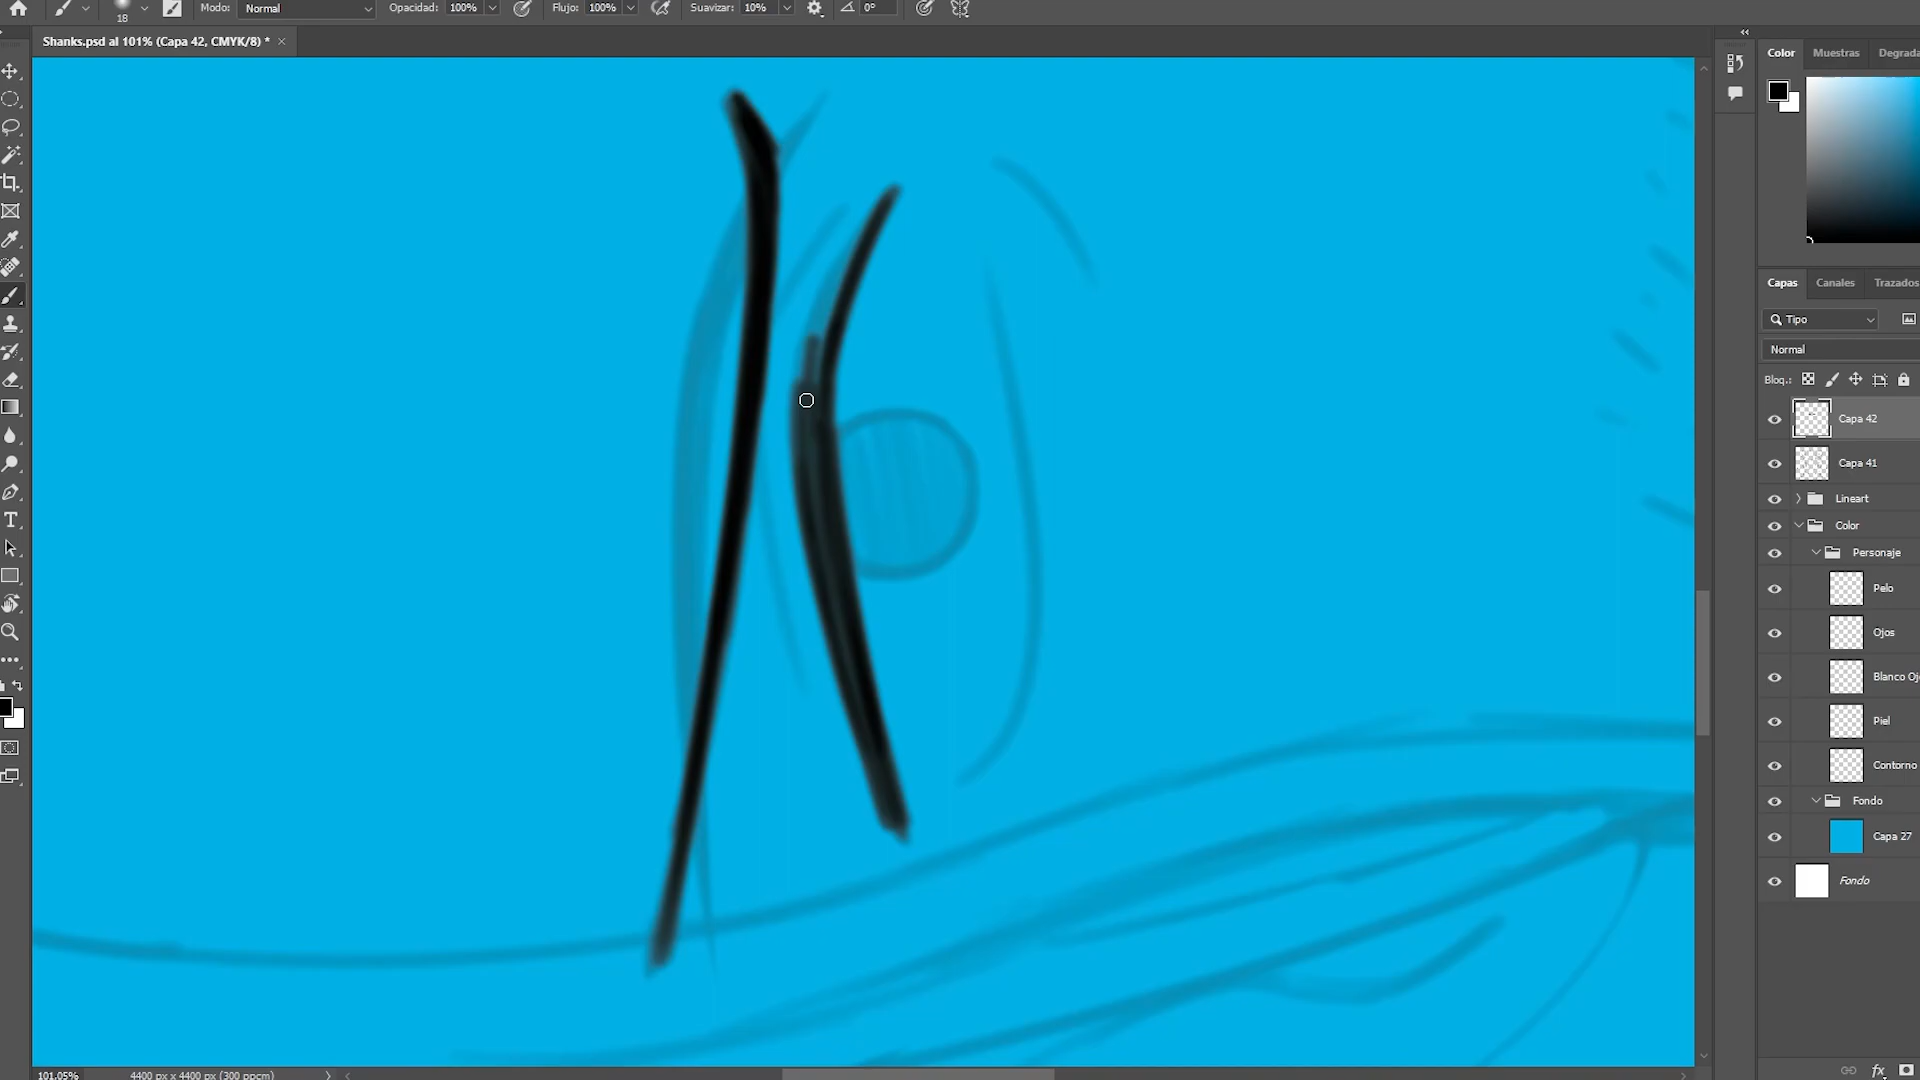 18 Modo: Normal Opacidad: 100% Flujo: 100% Suavizar: 10% 0°
Shanks.psd al 101% (Capa 42, CMYK/8) * ×
Color Muestras Degrada
Capas Canales Trazados
Tipo
Normal
Bloq.:
Capa 42
Capa 41
Lineart
Color
Personaje
Pelo
Ojos
Blanco Oj
Piel
Contorno
Fondo
Capa 27
Fondo
fx
101,05% 4400 px x 4400 px (300 ppcm)